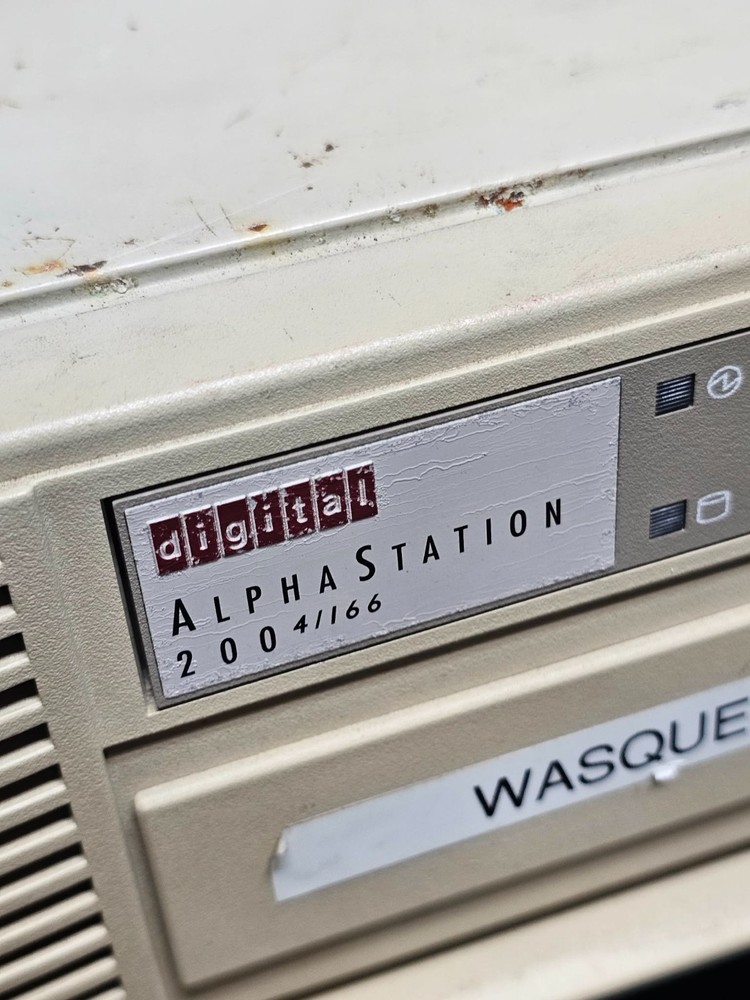 digital
ALPHASTATION
200 4/166
WASQUE